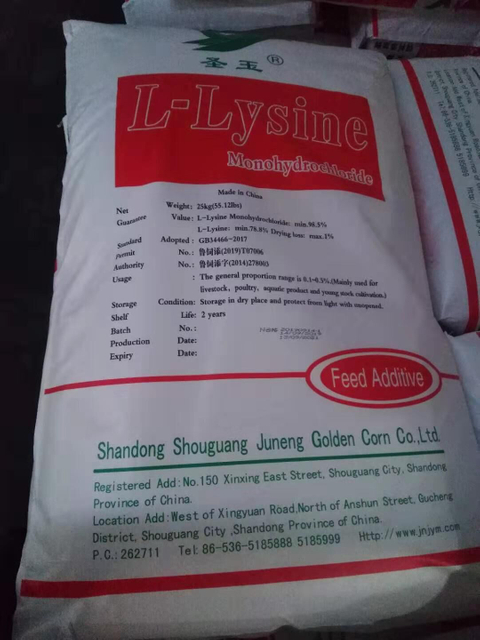 圣玉®
L-Lysine
Monohydrochloride
Made in China
Net Weight: 25kg(55.12lbs)
Guarantee Value: L-Lysine Monohydrochloride: min.98.5%
L-Lysine: min.78.8% Drying loss: max.1%
Standard Adopted: GB34466-2017
Permit No.: 鲁饲添(2019)T07006
Authority No.: 鲁饲添字(2014)278003
Usage : The general proportion range is 0.1~0.5%.(Mainly used for
livestock, poultry, aquatic product and young stock cultivation.)
Storage Condition: Storage in dry place and protect from light with unopened.
Shelf Life: 2 years
Batch No.:
Production Date:
Expiry Date:
Feed Additive
Shandong Shouguang Juneng Golden Corn Co.,Ltd.
Registered Add:No.150 Xinxing East Street, Shouguang City, Shandong
Province of China.
Location Add:West of Xingyuan Road,North of Anshun Street, Gucheng
District, Shouguang City ,Shandong Province of China.
P.C.:262711 Tel:86-536-5185888 5185999 Http://www.jnjym.com